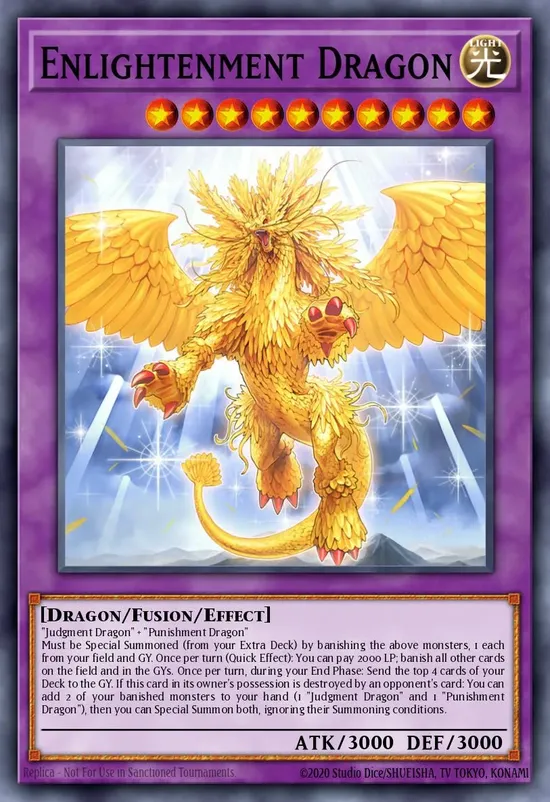 Enlightenment Dragon
LIGHT
光
[Dragon/Fusion/Effect]
"Judgment Dragon" + "Punishment Dragon"
Must be Special Summoned (from your Extra Deck) by banishing the above monsters, 1 each
from your field and GY. Once per turn (Quick Effect): You can pay 2000 LP; banish all other cards
on the field and in the GYs. Once per turn, during your End Phase: Send the top 4 cards of your
Deck to the GY. If this card in its owner's possession is destroyed by an opponent's card: You can
add 2 of your banished monsters to your hand (1 "Judgment Dragon" and 1 "Punishment
Dragon"), then you can Special Summon both, ignoring their Summoning conditions.
ATK/3000 DEF/3000
Replica - Not For Use in Sanctioned Tournaments.
©2020 Studio Dice/SHUEISHA, TV TOKYO, KONAMI